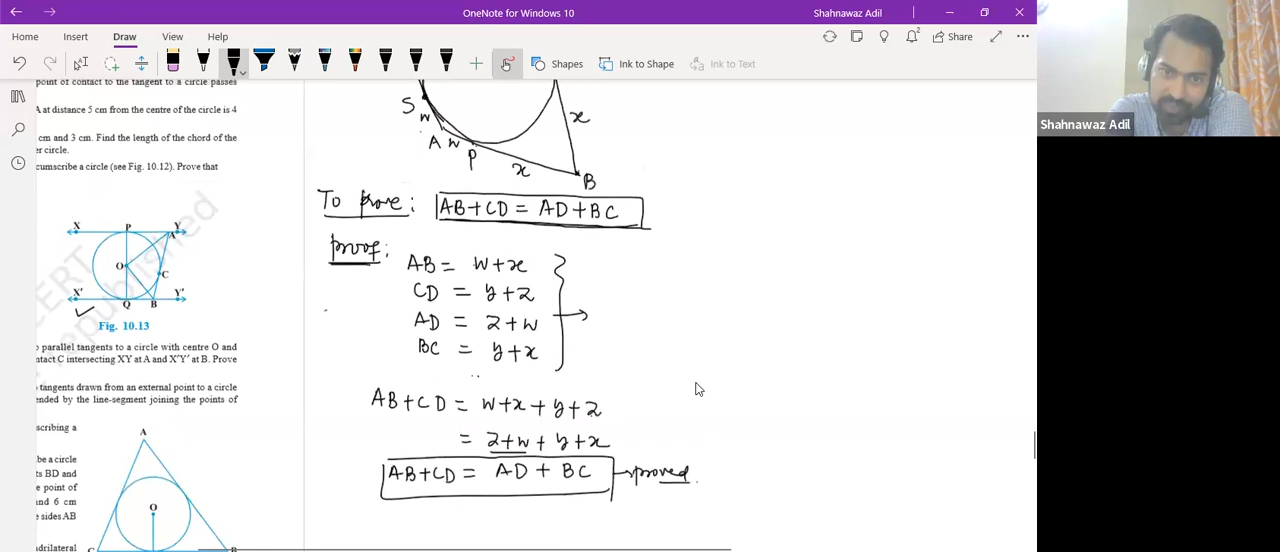 OneNote for Windows 10
Shahnawaz Adil
Home Insert Draw View Help
Share
Shapes
Ink to Shape
Ink to Text
point of contact to the tangent to a circle passes
A at distance 5 cm from the centre of the circle is 4
cm and 3 cm. Find the length of the chord of the
er circle.
cumscribe a circle (see Fig. 10.12). Prove that
X P Y
A
O
C
X' Q B Y'
Fig. 10.13
parallel tangents to a circle with centre O and
ntact C intersecting XY at A and X'Y' at B. Prove
tangents drawn from an external point to a circle
ended by the line-segment joining the points of
scribing a
be a circle
ts BD and
e point of
and 6 cm
e sides AB
drilateral
A
O
C B
S
w
A w
P
x
x
B
To prove: AB+CD = AD+BC
proof:
AB = w+x
CD = y+z
AD = z+w
BC = y+x
AB+CD = w+x+y+z
= z+w+y+x
AB+CD = AD + BC → proved.
Shahnawaz Adil